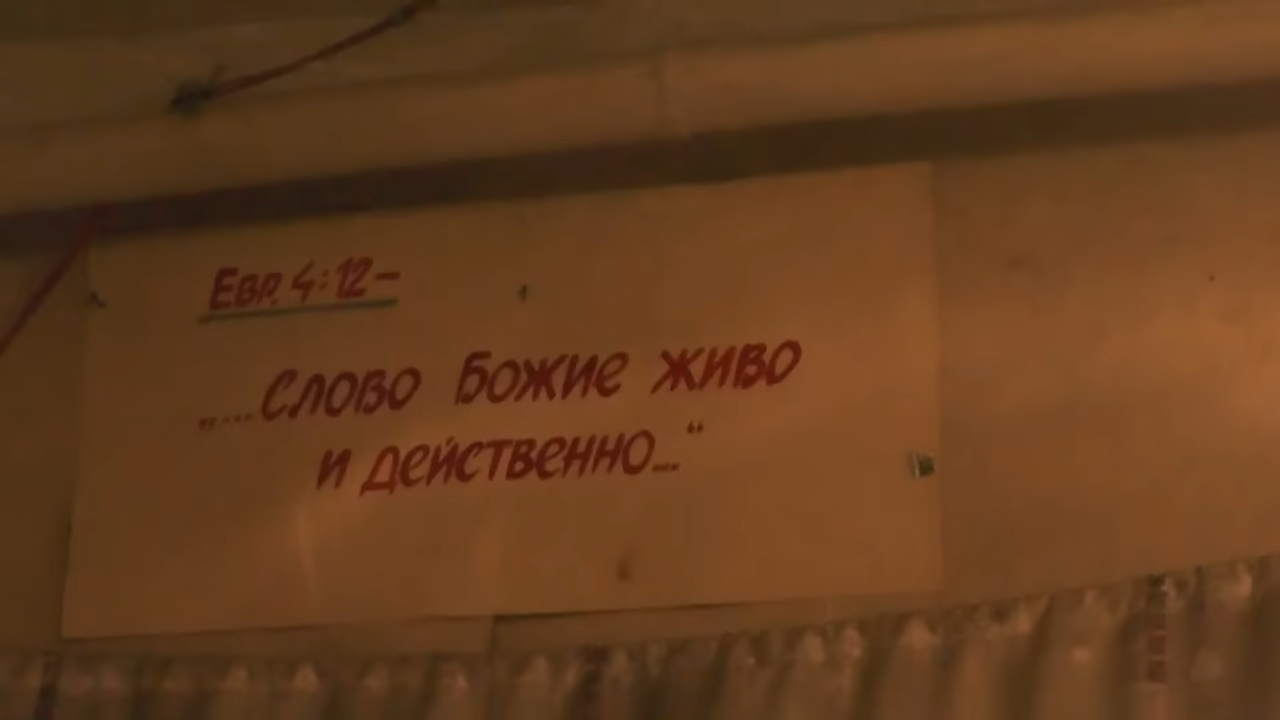 Евр. 4:12–
„...Слово Божие живо
и действенно...“